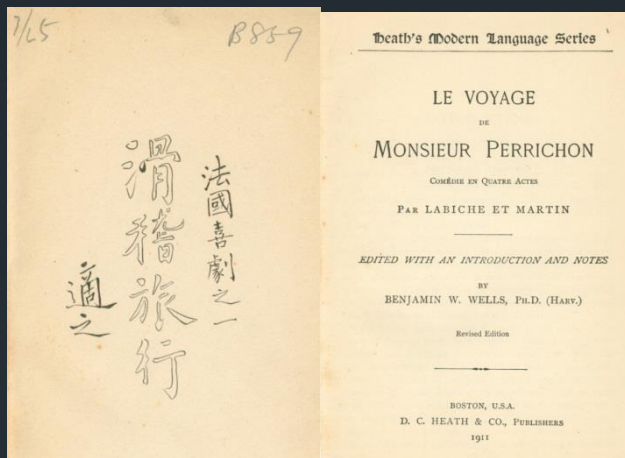 7/25
B859
法國喜劇之一
滑稽旅行
適之
Heath's Modern Language Series
LE VOYAGE
DE
MONSIEUR PERRICHON
COMÉDIE EN QUATRE ACTES
PAR LABICHE ET MARTIN
EDITED WITH AN INTRODUCTION AND NOTES
BY
BENJAMIN W. WELLS, PH.D. (HARV.)
Revised Edition
BOSTON, U.S.A.
D. C. HEATH & CO., PUBLISHERS
1911